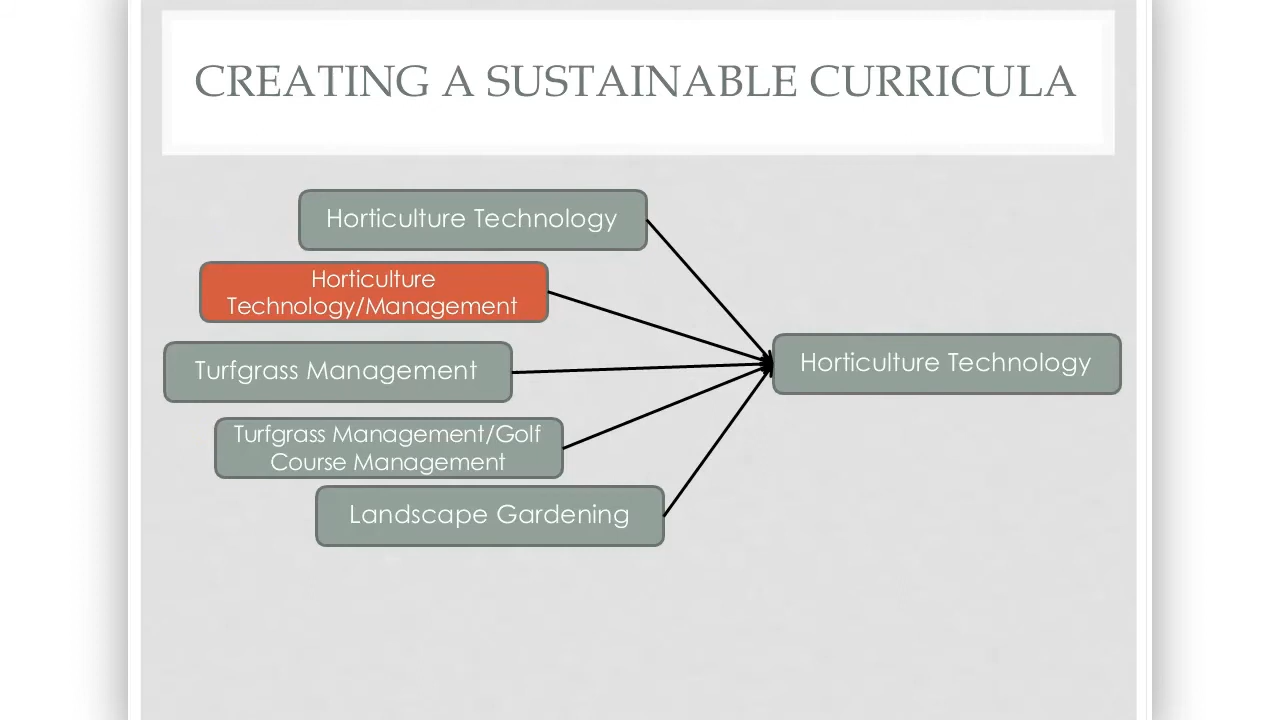 CREATING A SUSTAINABLE CURRICULA
Horticulture Technology
Horticulture
Technology/Management
Turfgrass Management
Turfgrass Management/Golf
Course Management
Landscape Gardening
Horticulture Technology